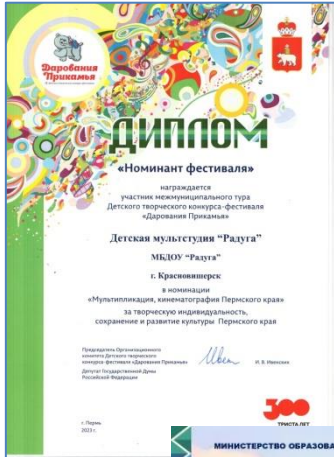 Дарования
Прикамья
ДИПЛОМ
«Номинант фестиваля»
награждается
участник межмуниципального тура
Детского творческого конкурса-фестиваля
«Дарования Прикамья»
Детская мультстудия “Радуга”
МБДОУ “Радуга”
г. Красновишерск
в номинации
«Мультипликация, кинематография Пермского края»
за творческую индивидуальность,
сохранение и развитие культуры Пермского края
Председатель Организационного
комитета Детского творческого
конкурса-фестиваля «Дарования Прикамья»
И. В. Ивенских
Депутат Государственной Думы
Российской Федерации
300
ТРИСТА ЛЕТ
г. Пермь
2023 г.
МИНИСТЕРСТВО ОБРАЗОВА